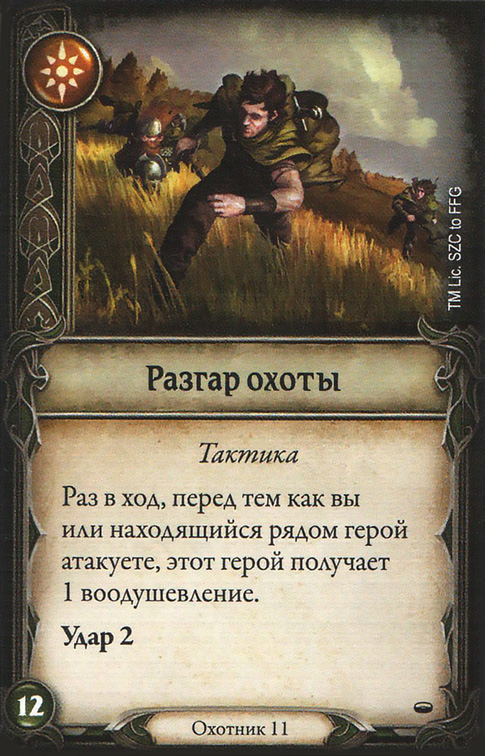 TM Lic. SZC to FFG
Разгар охоты
Тактика
Раз в ход, перед тем как вы
или находящийся рядом герой
атакуете, этот герой получает
1 воодушевление.
Удар 2
12
Охотник 11